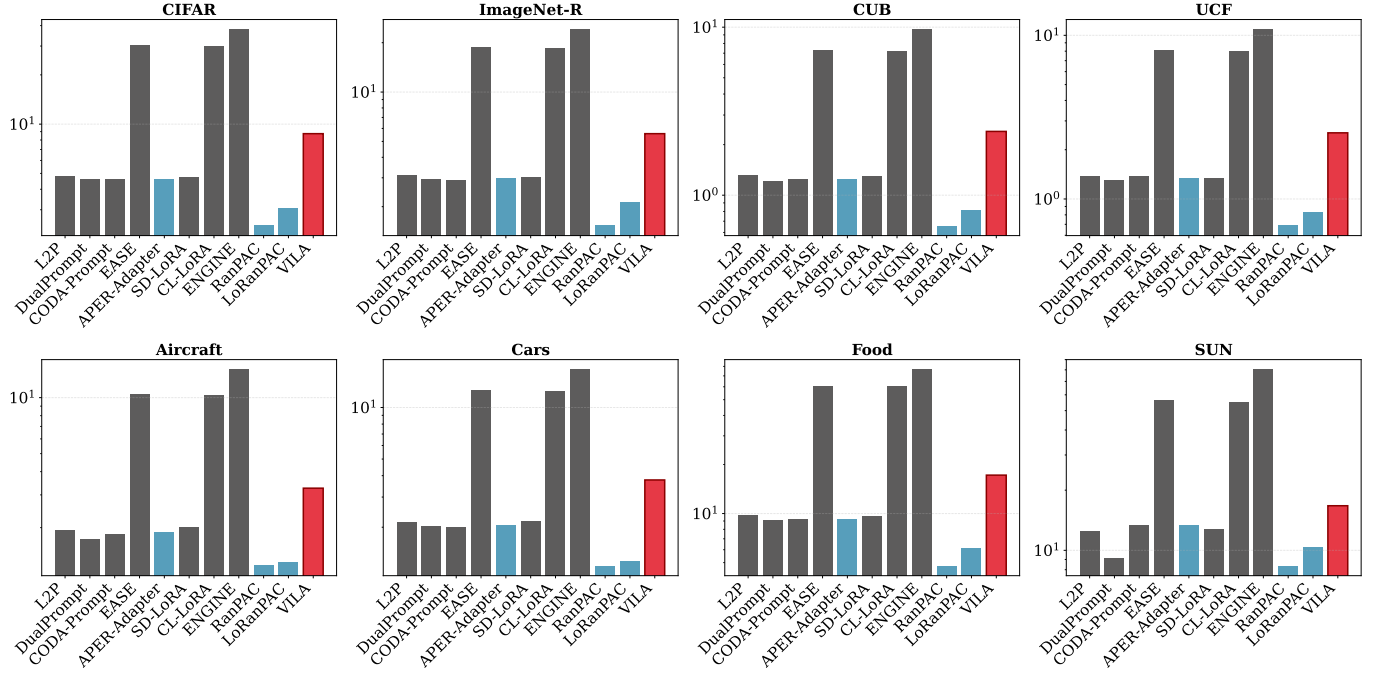 CIFAR
10^1
L2P
DualPrompt
CODA-Prompt
EASE
APER-Adapter
SD-LoRA
CL-LoRA
ENGINE
RanPAC
LoRanPAC
VILA
ImageNet-R
10^1
L2P
DualPrompt
CODA-Prompt
EASE
APER-Adapter
SD-LoRA
CL-LoRA
ENGINE
RanPAC
LoRanPAC
VILA
CUB
10^1
10^0
L2P
DualPrompt
CODA-Prompt
EASE
APER-Adapter
SD-LoRA
CL-LoRA
ENGINE
RanPAC
LoRanPAC
VILA
UCF
10^1
10^0
L2P
DualPrompt
CODA-Prompt
EASE
APER-Adapter
SD-LoRA
CL-LoRA
ENGINE
RanPAC
LoRanPAC
VILA
Aircraft
10^1
L2P
DualPrompt
CODA-Prompt
EASE
APER-Adapter
SD-LoRA
CL-LoRA
ENGINE
RanPAC
LoRanPAC
VILA
Cars
10^1
L2P
DualPrompt
CODA-Prompt
EASE
APER-Adapter
SD-LoRA
CL-LoRA
ENGINE
RanPAC
LoRanPAC
VILA
Food
10^1
L2P
DualPrompt
CODA-Prompt
EASE
APER-Adapter
SD-LoRA
CL-LoRA
ENGINE
RanPAC
LoRanPAC
VILA
SUN
10^1
L2P
DualPrompt
CODA-Prompt
EASE
APER-Adapter
SD-LoRA
CL-LoRA
ENGINE
RanPAC
LoRanPAC
VILA